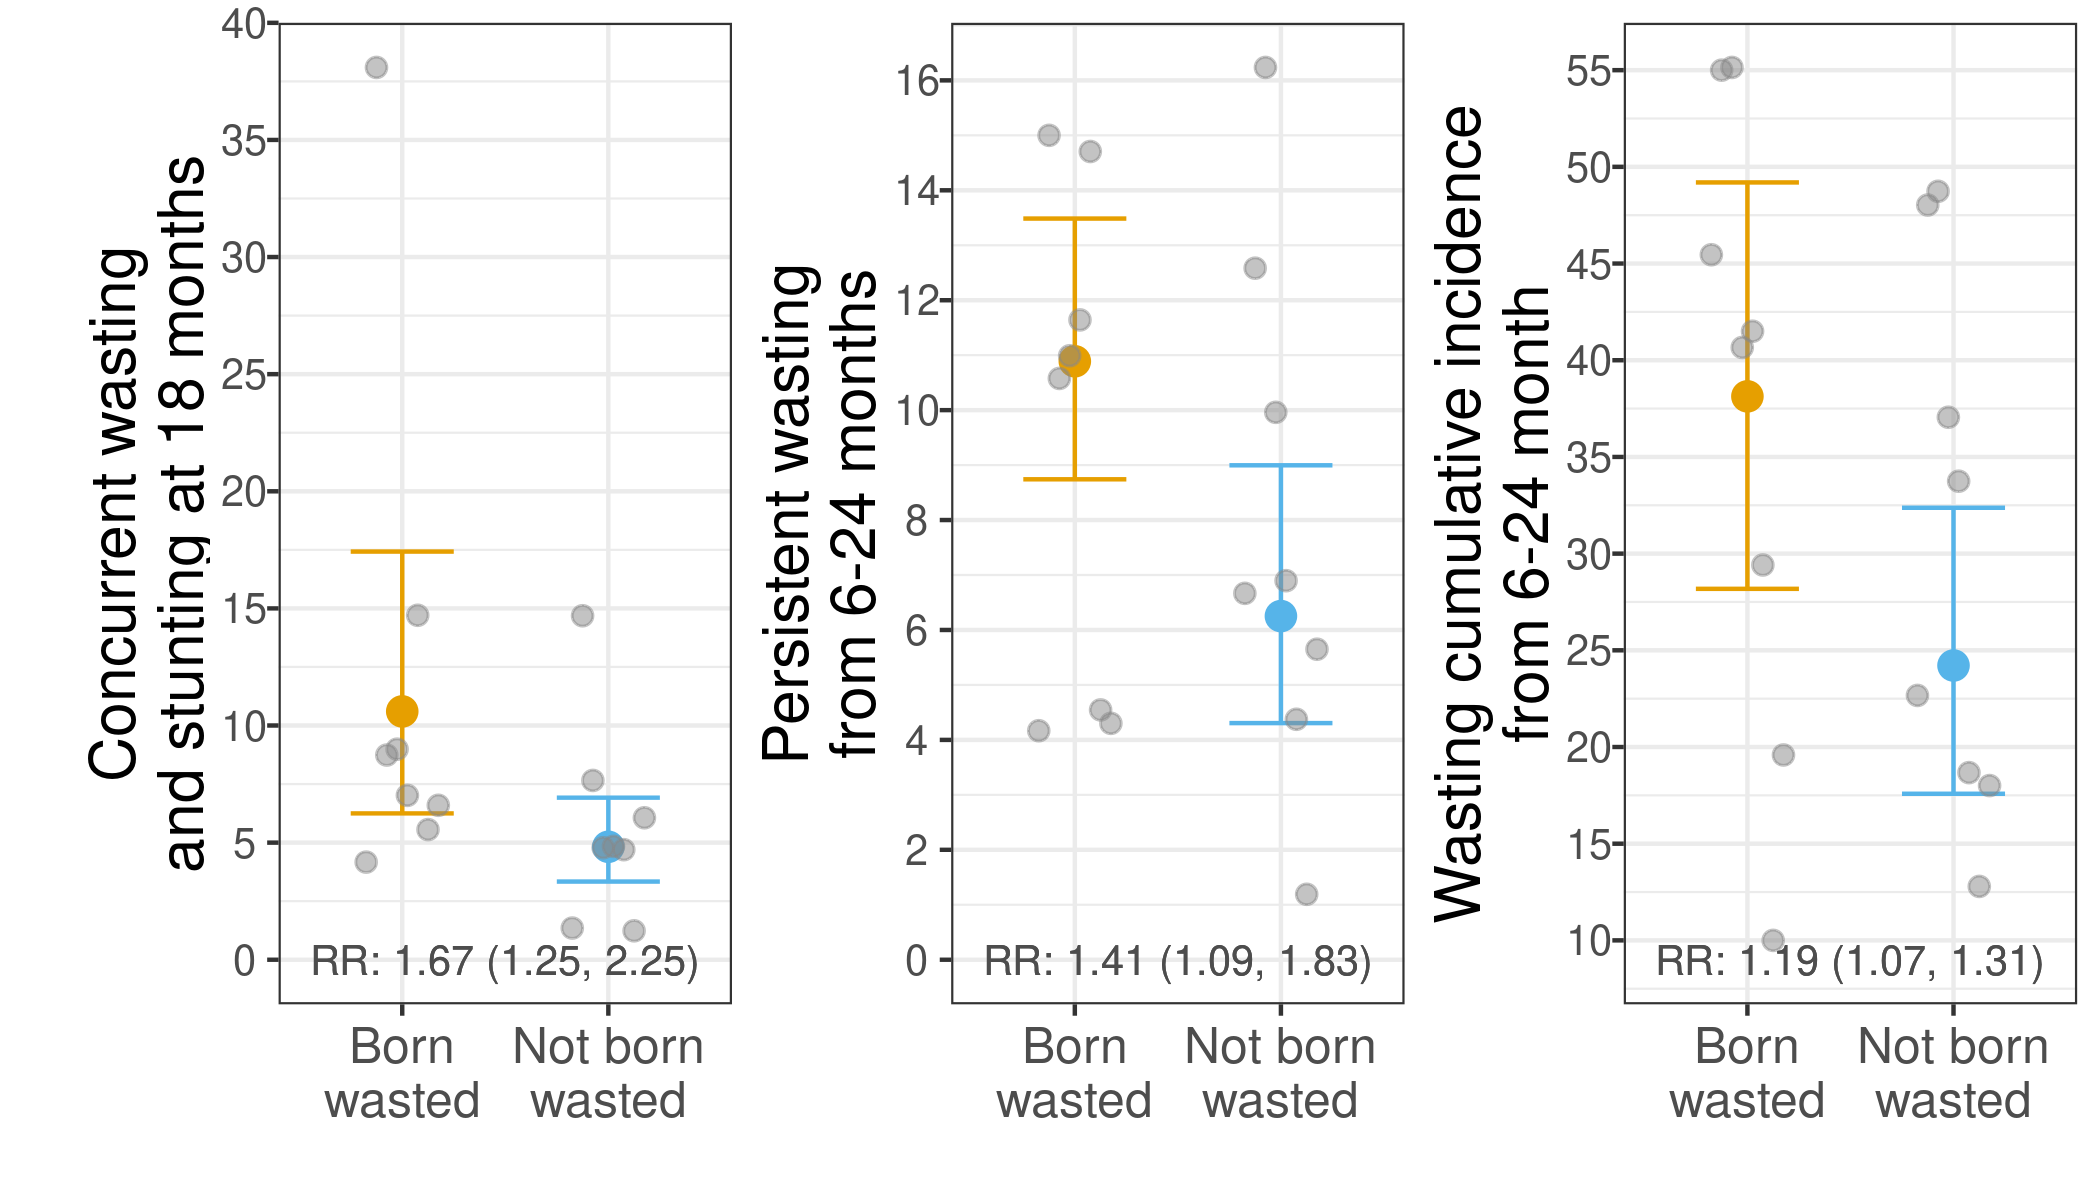 Concurrent wasting
and stunting at 18 months
40
35
30
25
20
15
10
5
0
RR: 1.67 (1.25, 2.25)
Born
wasted
Not born
wasted
Persistent wasting
from 6-24 months
16
14
12
10
8
6
4
2
0
RR: 1.41 (1.09, 1.83)
Born
wasted
Not born
wasted
Wasting cumulative incidence
from 6-24 month
55
50
45
40
35
30
25
20
15
10
RR: 1.19 (1.07, 1.31)
Born
wasted
Not born
wasted